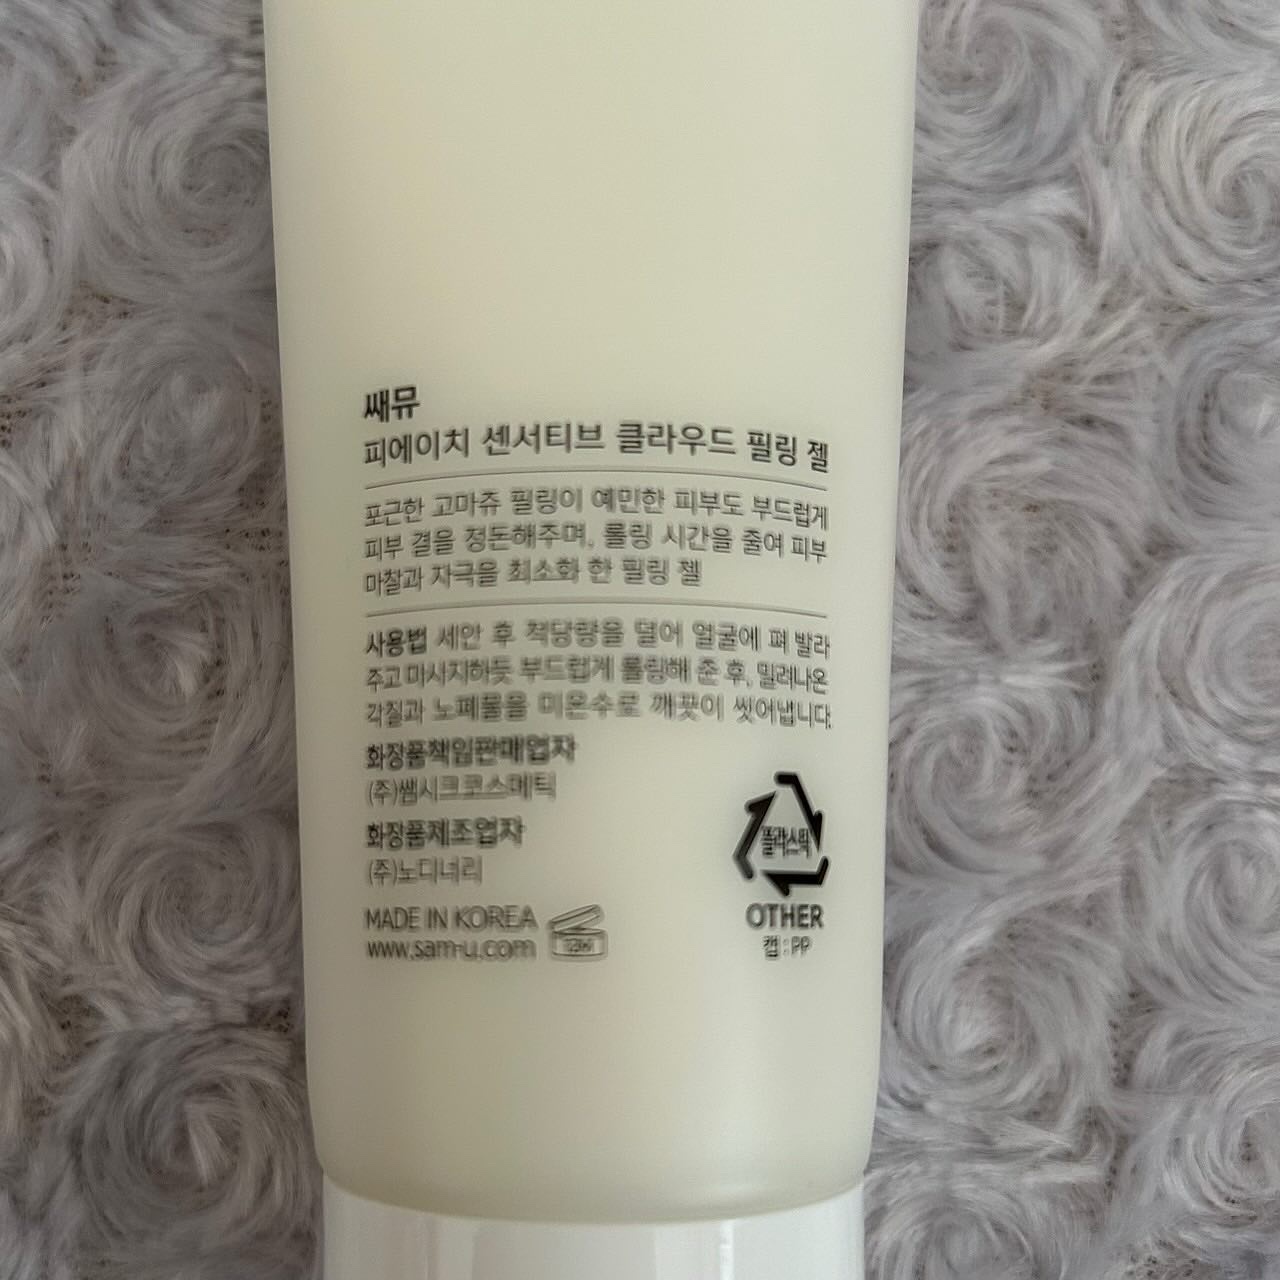 쌔뮤
피에이치 센서티브 클라우드 필링 젤
포근한 고마쥬 필링이 예민한 피부도 부드럽게
피부 결을 정돈해주며, 롤링 시간을 줄여 피부
마찰과 자극을 최소화 한 필링 젤
사용법 세안 후 적당량을 덜어 얼굴에 펴 발라
주고 마사지하듯 부드럽게 롤링해 준 후, 밀려나온
각질과 노폐물을 미온수로 깨끗이 씻어냅니다.
화장품책임판매업자
(주)쌤시크코스메틱
화장품제조업자
(주)노디너리
MADE IN KOREA
www.sam-u.com
12M
플라스틱
OTHER
캡 : PP